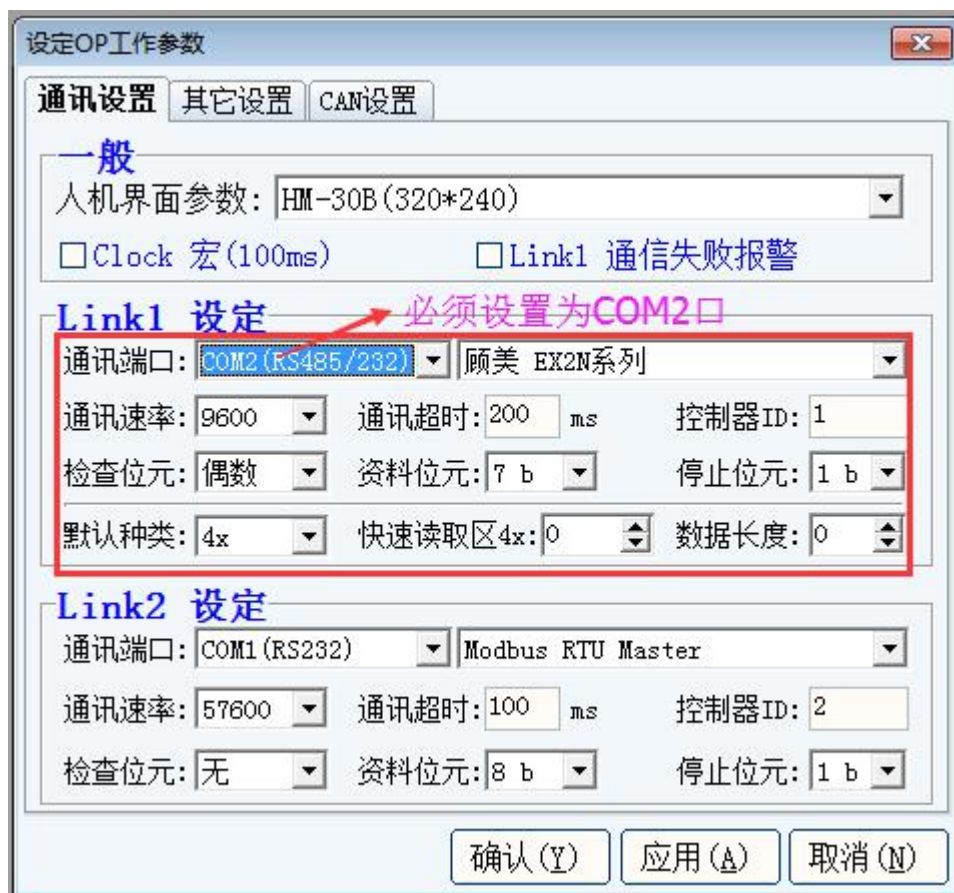 设定OP工作参数
通讯设置 其它设置 CAN设置
一般
人机界面参数: HM-30B(320*240)
Clock 宏(100ms) Link1 通信失败报警
Link1 设定 必须设置为COM2口
通讯端口: COM2(RS485/232) 顾美 EX2N系列
通讯速率: 9600 通讯超时: 200 ms 控制器ID: 1
检查位元: 偶数 资料位元: 7 b 停止位元: 1 b
默认种类: 4x 快速读取区4x: 0 数据长度: 0
Link2 设定
通讯端口: COM1(RS232) Modbus RTU Master
通讯速率: 57600 通讯超时: 100 ms 控制器ID: 2
检查位元: 无 资料位元: 8 b 停止位元: 1 b
确认(Y) 应用(A) 取消(N)